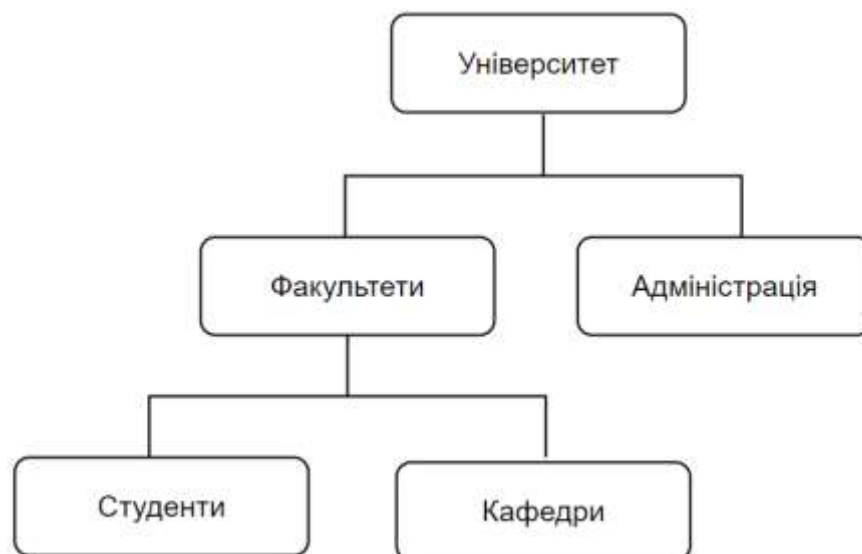 Університет
Факультети
Адміністрація
Студенти
Кафедри